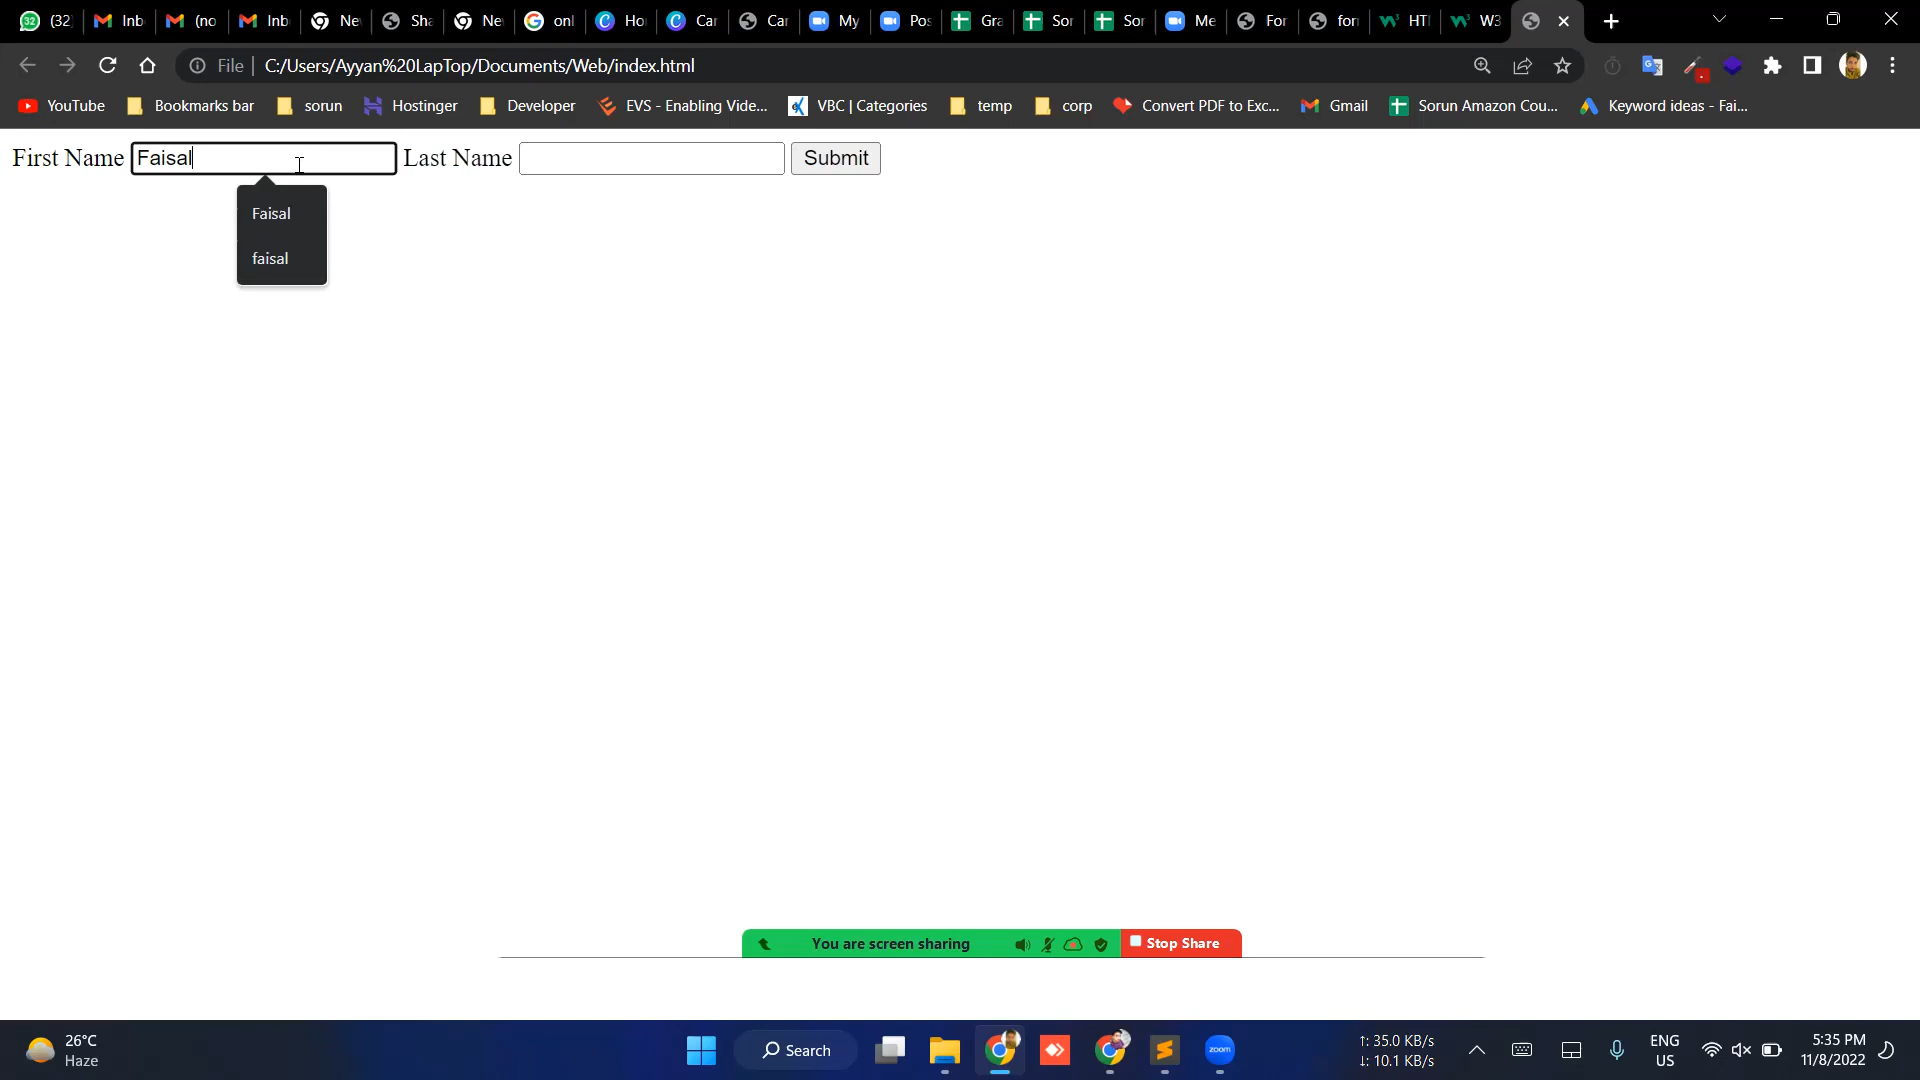 32 (32 Inb (no Inb Ne Sha Ne onl Ho Car Car My Pos Gra Sor Sor Me For for HTI W3
File C:/Users/Ayyan%20LapTop/Documents/Web/index.html
YouTube Bookmarks bar sorun Hostinger Developer EVS - Enabling Vide... VBC | Categories temp corp Convert PDF to Exc... Gmail Sorun Amazon Cou... Keyword ideas - Fai...
First Name Faisal Last Name Submit
Faisal
faisal
You are screen sharing Stop Share
26°C
Haze
Search
zoom
↑: 35.0 KB/s
↓: 10.1 KB/s
ENG
US
5:35 PM
11/8/2022